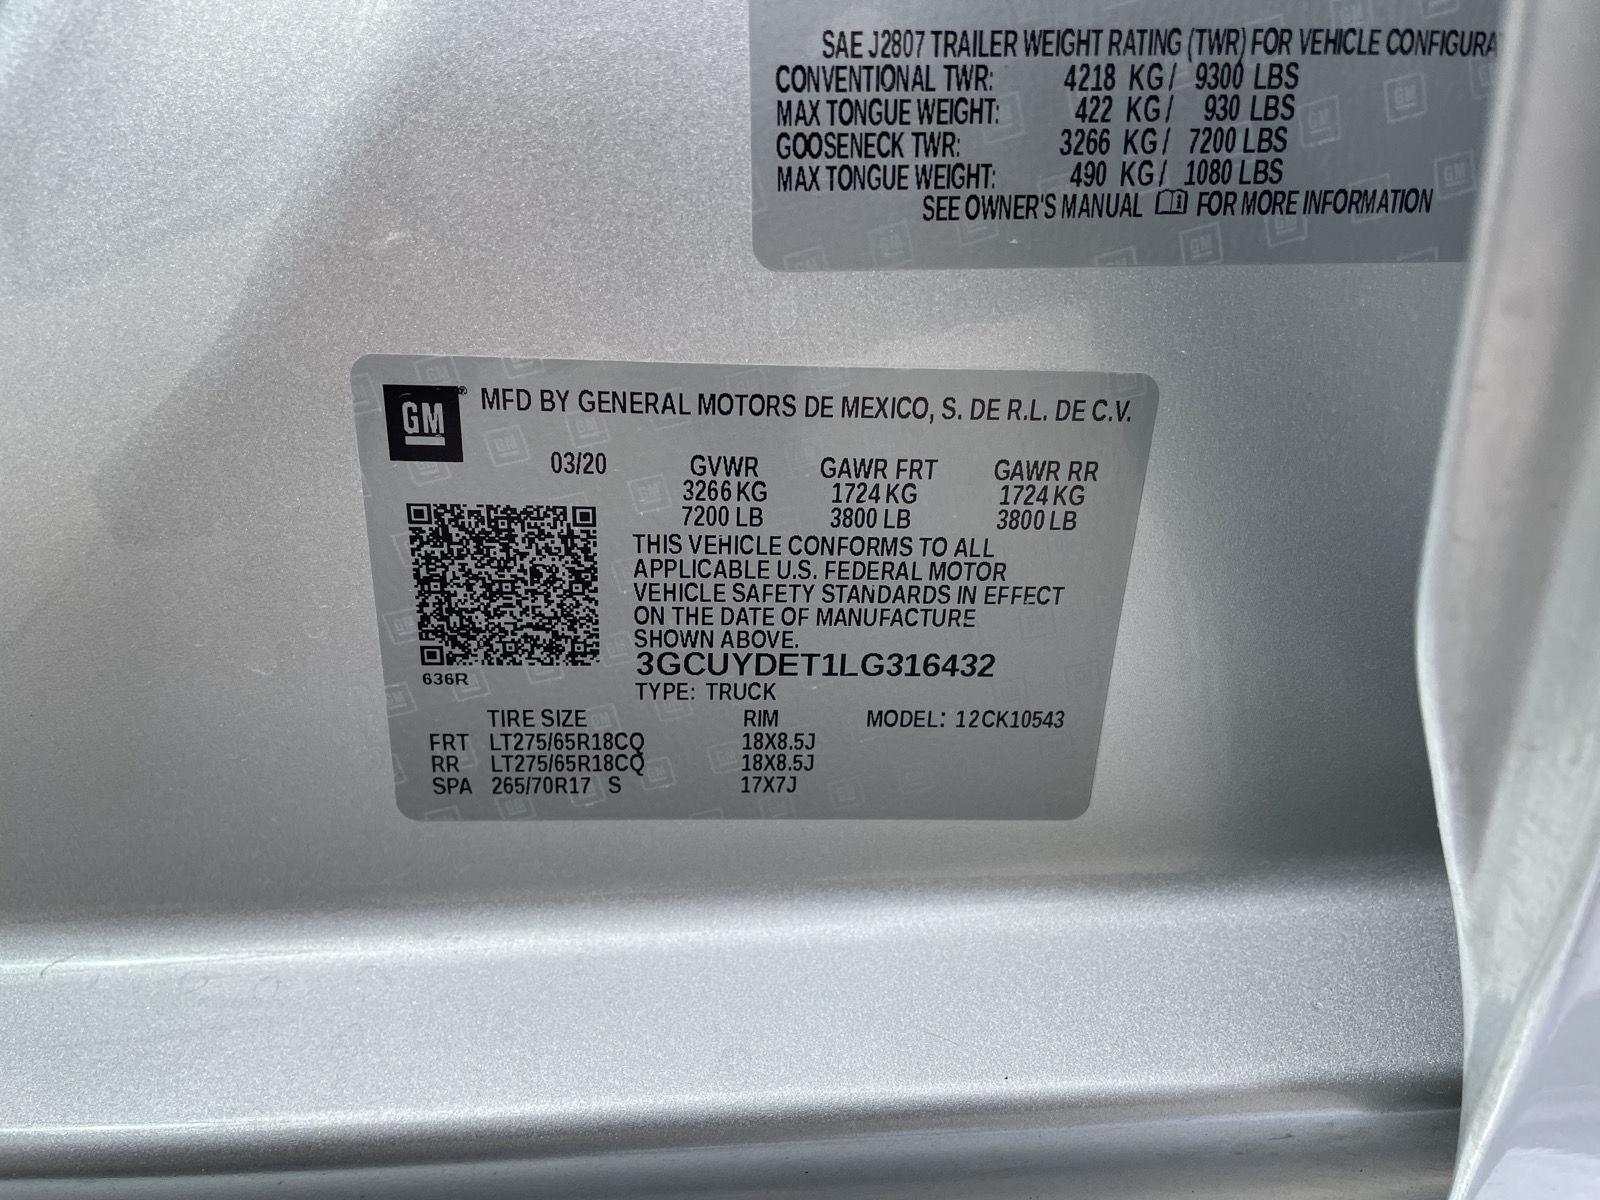 SAE J2807 TRAILER WEIGHT RATING (TWR) FOR VEHICLE CONFIGURA
CONVENTIONAL TWR: 4218 KG/ 9300 LBS
MAX TONGUE WEIGHT: 422 KG/ 930 LBS
GOOSENECK TWR: 3266 KG/ 7200 LBS
MAX TONGUE WEIGHT: 490 KG/ 1080 LBS
SEE OWNER'S MANUAL FOR MORE INFORMATION
GM® MFD BY GENERAL MOTORS DE MEXICO, S. DE R.L. DE C.V.
03/20 GVWR GAWR FRT GAWR RR
3266 KG 1724 KG 1724 KG
7200 LB 3800 LB 3800 LB
THIS VEHICLE CONFORMS TO ALL
APPLICABLE U.S. FEDERAL MOTOR
VEHICLE SAFETY STANDARDS IN EFFECT
ON THE DATE OF MANUFACTURE
SHOWN ABOVE.
3GCUYDET1LG316432
636R
TYPE: TRUCK
TIRE SIZE RIM MODEL: 12CK10543
FRT LT275/65R18CQ 18X8.5J
RR LT275/65R18CQ 18X8.5J
SPA 265/70R17 S 17X7J